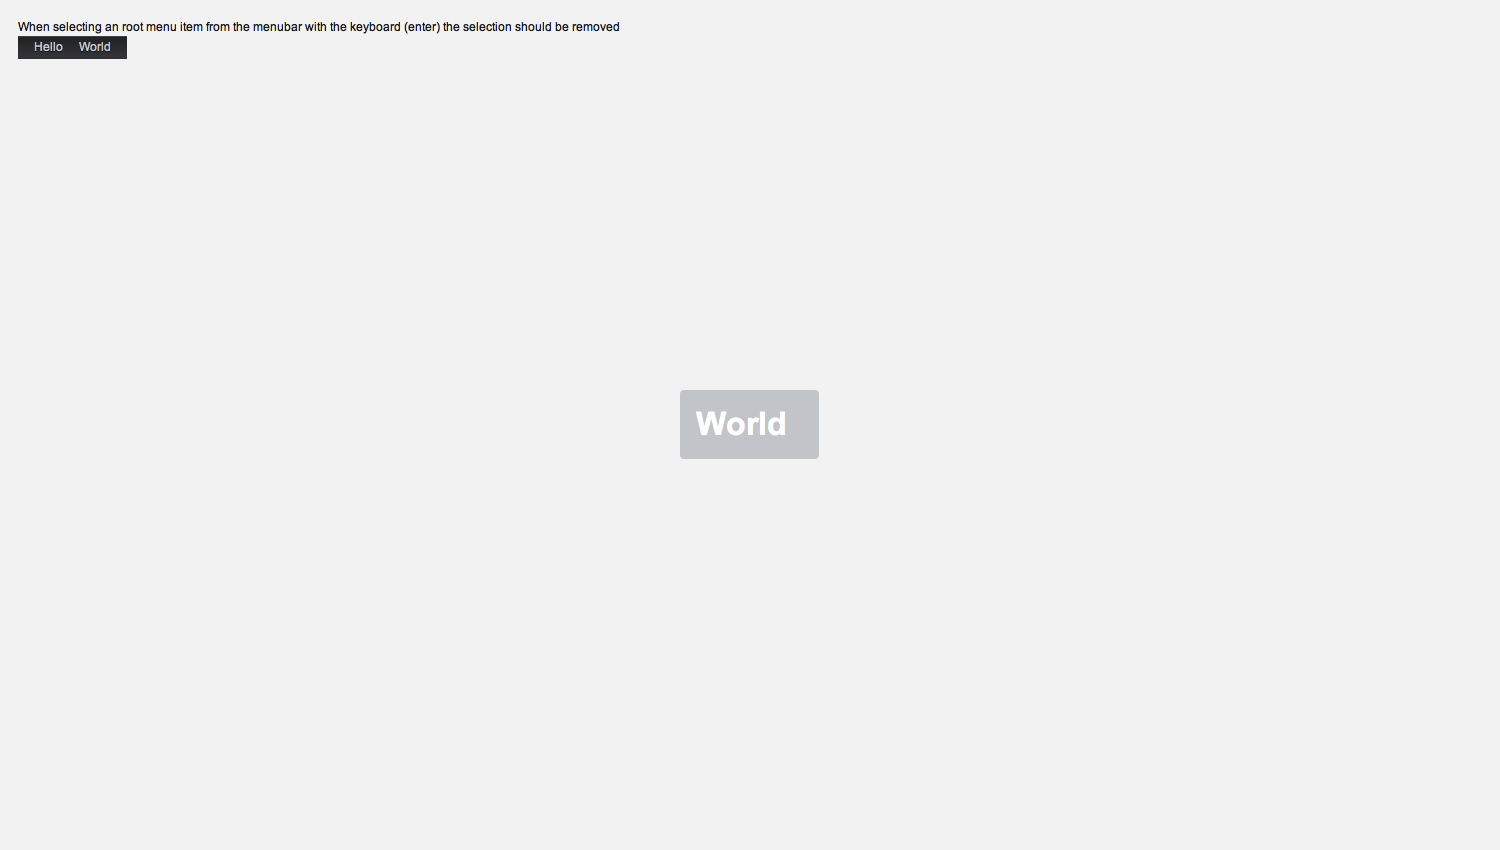 When selecting an root menu item from the menubar with the keyboard (enter) the selection should be removed
Hello World
World